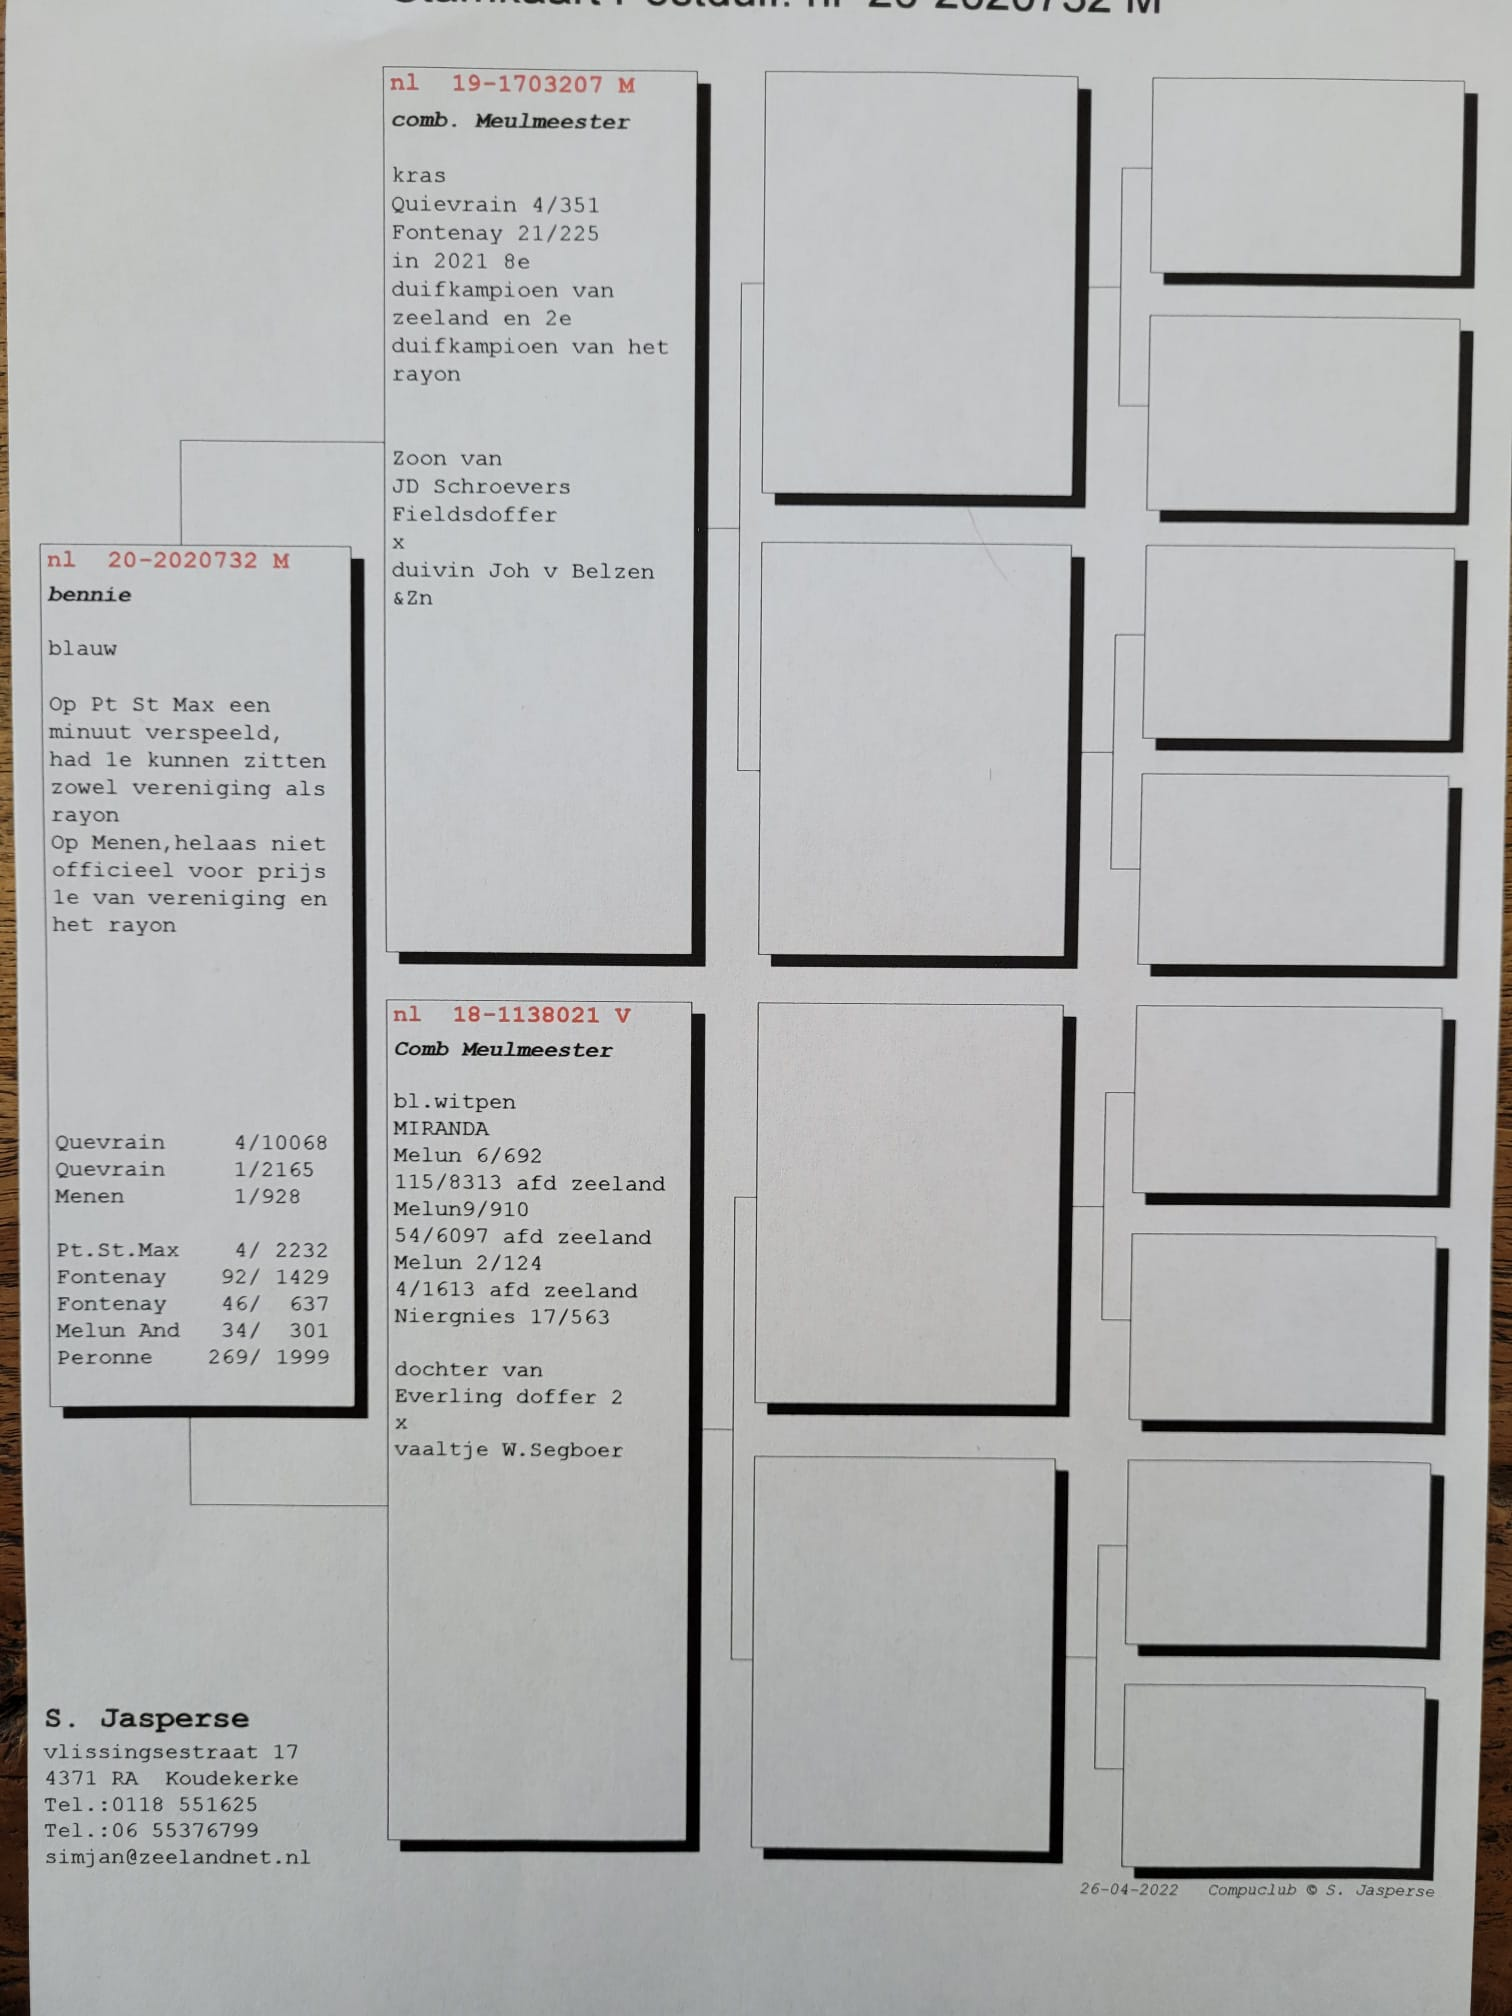 Stamkaart Postduif: nr 20-2020732 M
nl 19-1703207 M
comb. Meulmeester
kras
Quievrain 4/351
Fontenay 21/225
in 2021 8e
duifkampioen van
zeeland en 2e
duifkampioen van het
rayon
Zoon van
JD Schroevers
Fieldsdoffer
x
duivin Joh v Belzen
&Zn
nl 20-2020732 M
bennie
blauw
Op Pt St Max een
minuut verspeeld,
had 1e kunnen zitten
zowel vereniging als
rayon
Op Menen,helaas niet
officieel voor prijs
1e van vereniging en
het rayon
Quevrain 4/10068
Quevrain 1/2165
Menen 1/928
Pt.St.Max 4/ 2232
Fontenay 92/ 1429
Fontenay 46/ 637
Melun And 34/ 301
Peronne 269/ 1999
nl 18-1138021 V
Comb Meulmeester
bl.witpen
MIRANDA
Melun 6/692
115/8313 afd zeeland
Melun9/910
54/6097 afd zeeland
Melun 2/124
4/1613 afd zeeland
Niergnies 17/563
dochter van
Everling doffer 2
x
vaaltje W.Segboer
S. Jasperse
vlissingsestraat 17
4371 RA Koudekerke
Tel.:0118 551625
Tel.:06 55376799
simjan@zeelandnet.nl
26-04-2022 Compuclub © S. Jasperse